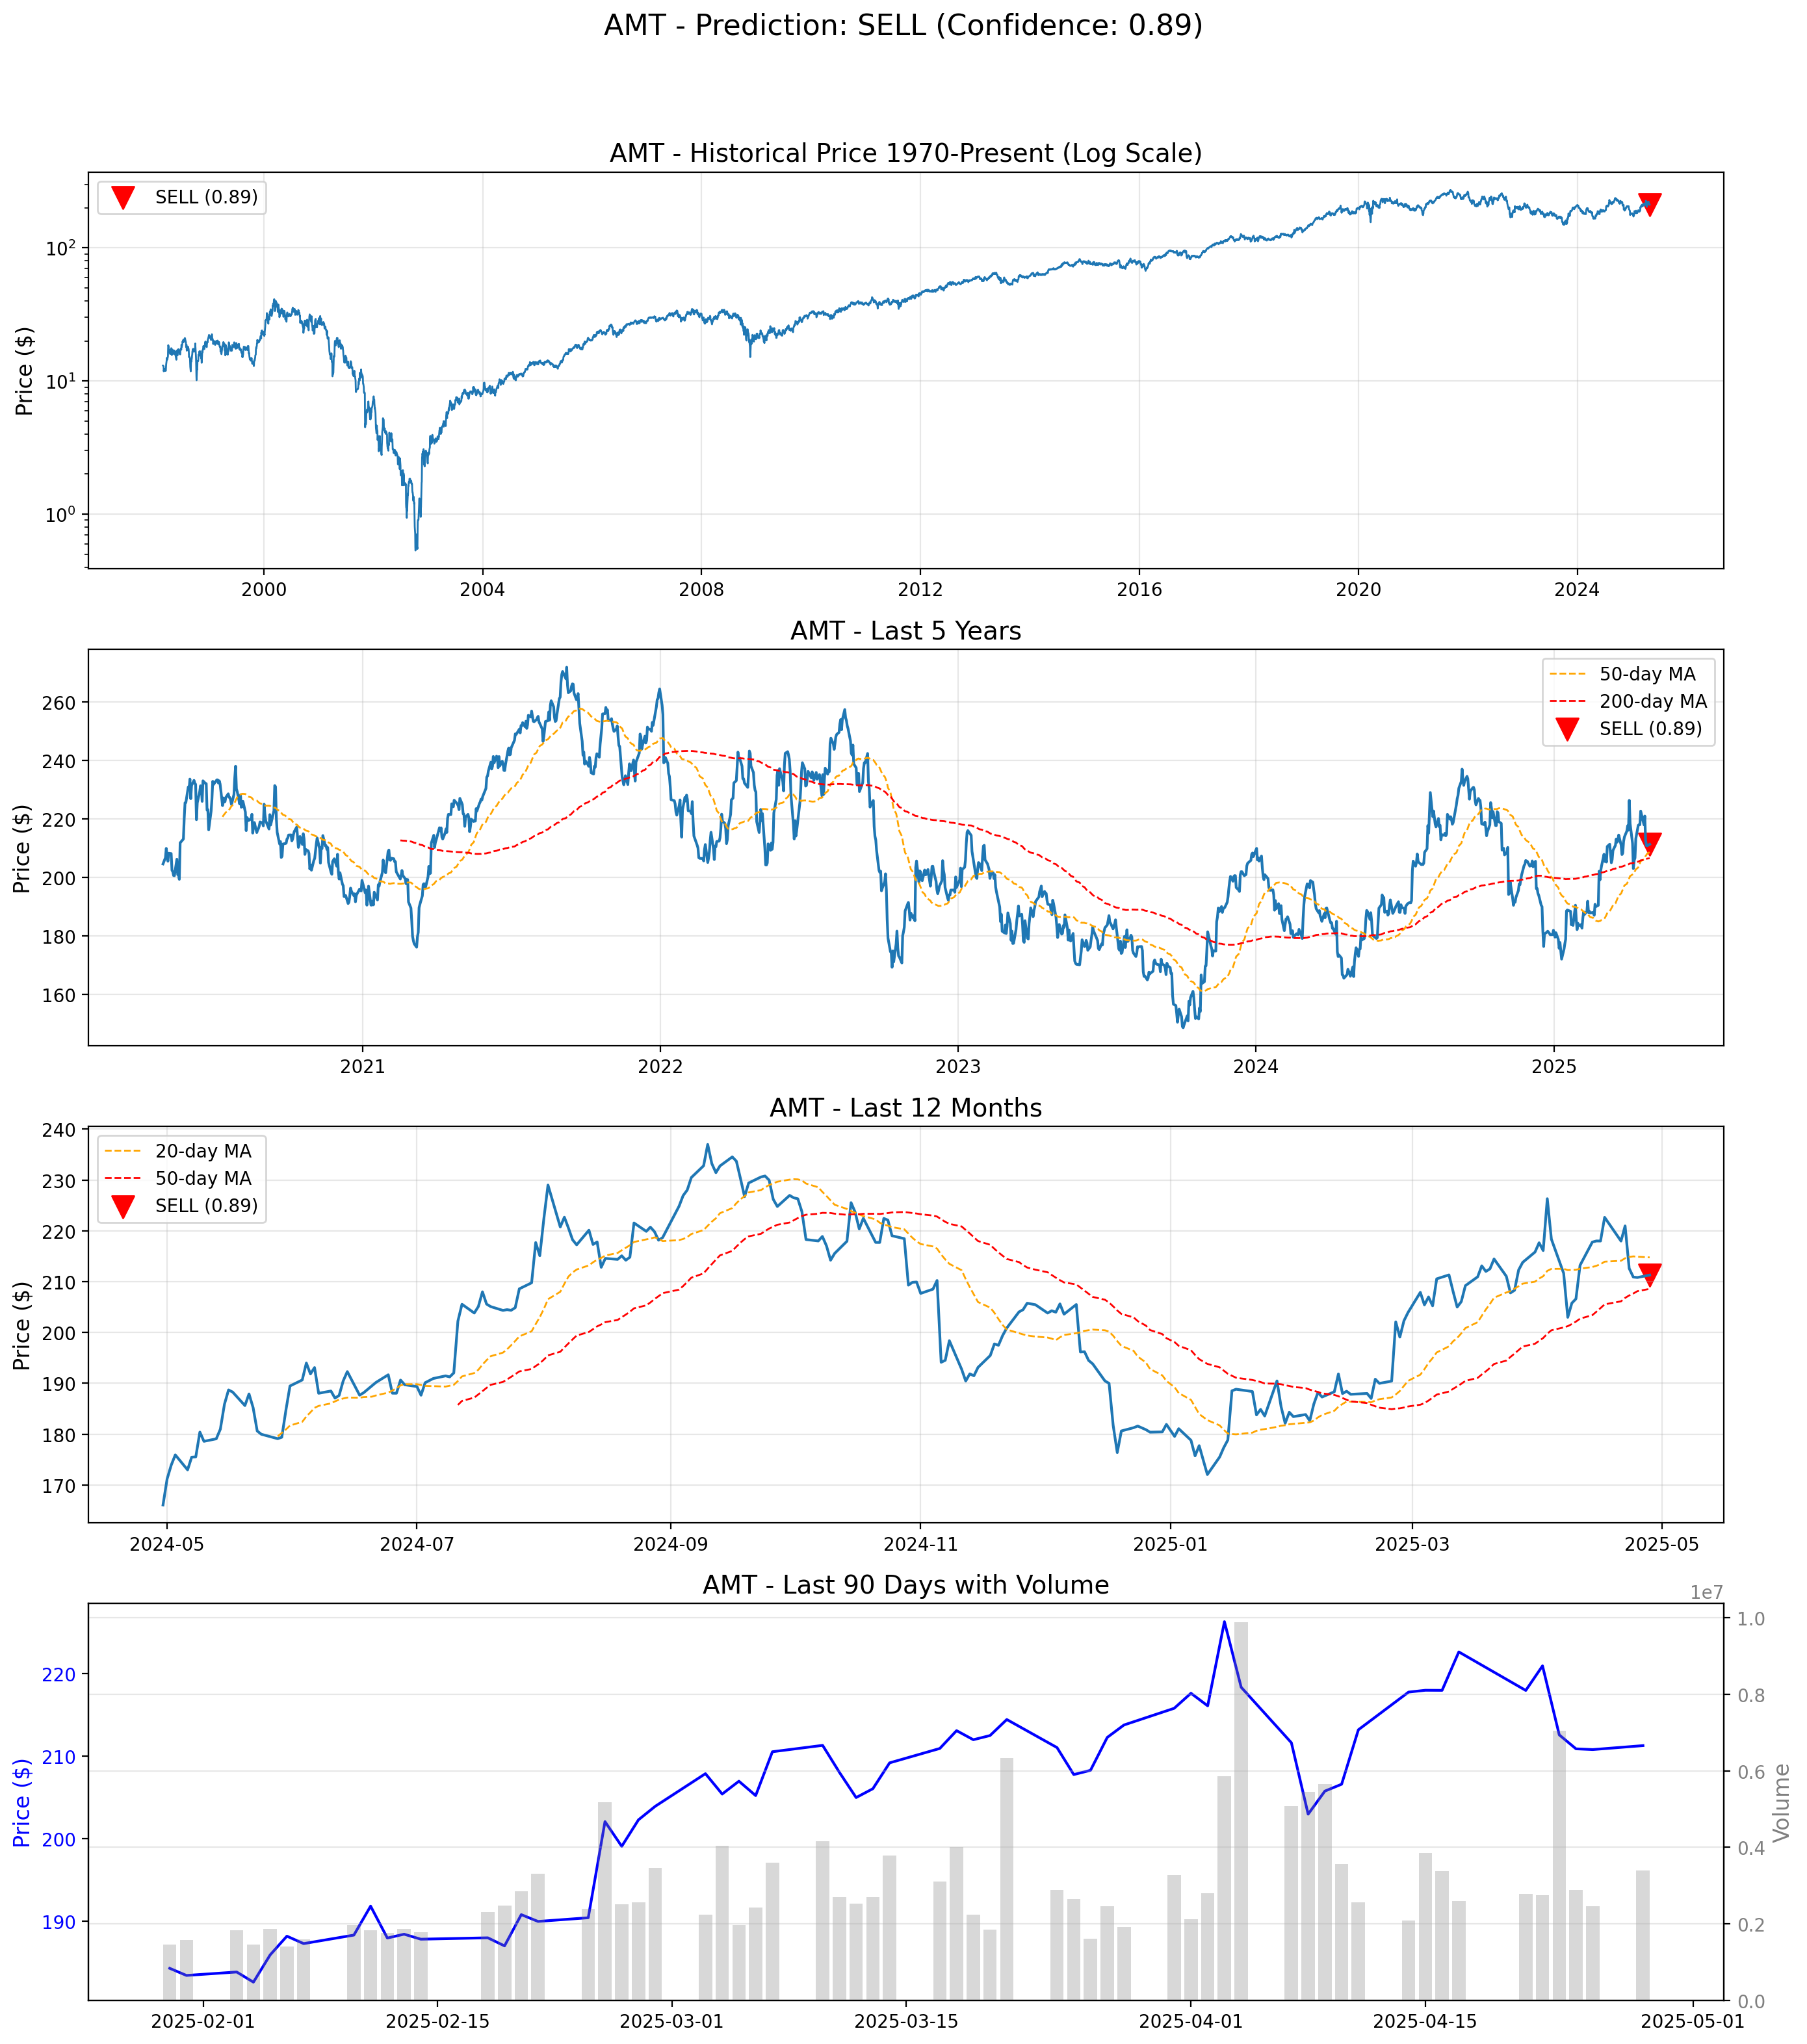 AMT - Prediction: SELL (Confidence: 0.89)
AMT - Historical Price 1970-Present (Log Scale)
SELL (0.89)
Price ($)
10²
10¹
10⁰
2000 2004 2008 2012 2016 2020 2024
AMT - Last 5 Years
50-day MA
200-day MA
SELL (0.89)
Price ($)
260
240
220
200
180
160
2021 2022 2023 2024 2025
AMT - Last 12 Months
20-day MA
50-day MA
SELL (0.89)
Price ($)
240
230
220
210
200
190
180
170
2024-05 2024-07 2024-09 2024-11 2025-01 2025-03 2025-05
AMT - Last 90 Days with Volume
1e7
Price ($)
220
210
200
190
1.0
0.8
0.6
0.4
0.2
0.0
Volume
2025-02-01 2025-02-15 2025-03-01 2025-03-15 2025-04-01 2025-04-15 2025-05-01